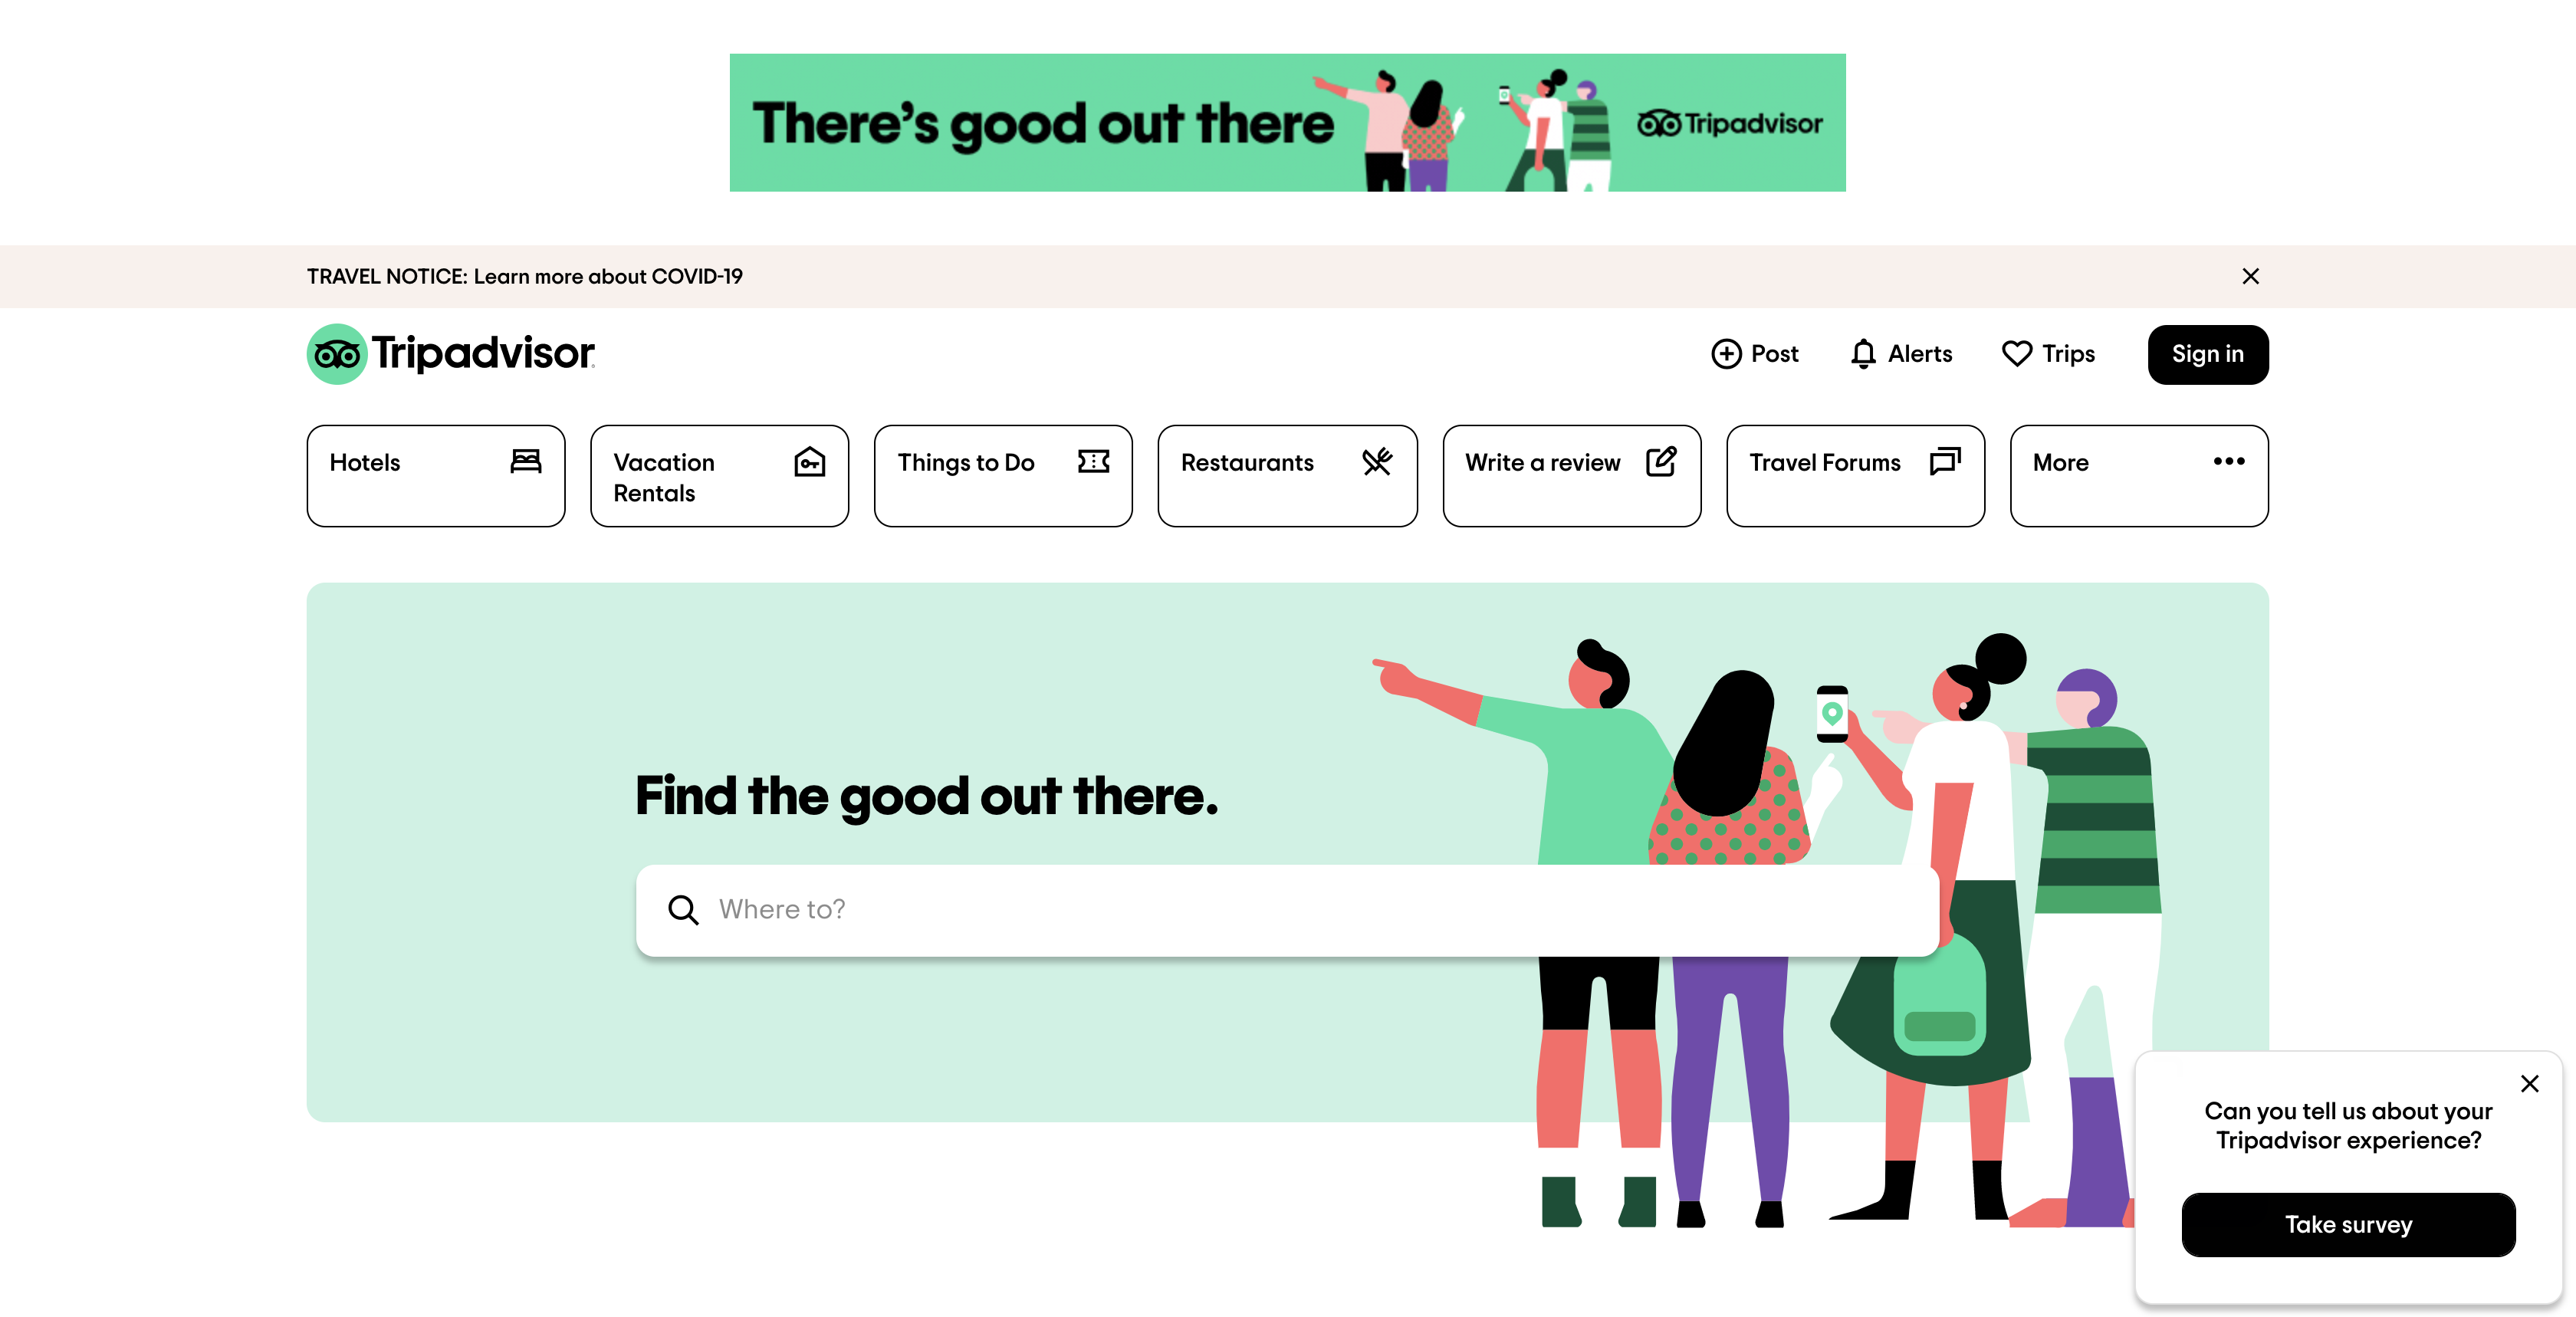 There's good out there
Tripadvisor
TRAVEL NOTICE: Learn more about COVID-19
Tripadvisor
Post
Alerts
Trips
Sign in
Hotels
Vacation
Rentals
Things to Do
Restaurants
Write a review
Travel Forums
More
Find the good out there.
Where to?
Can you tell us about your
Tripadvisor experience?
Take survey